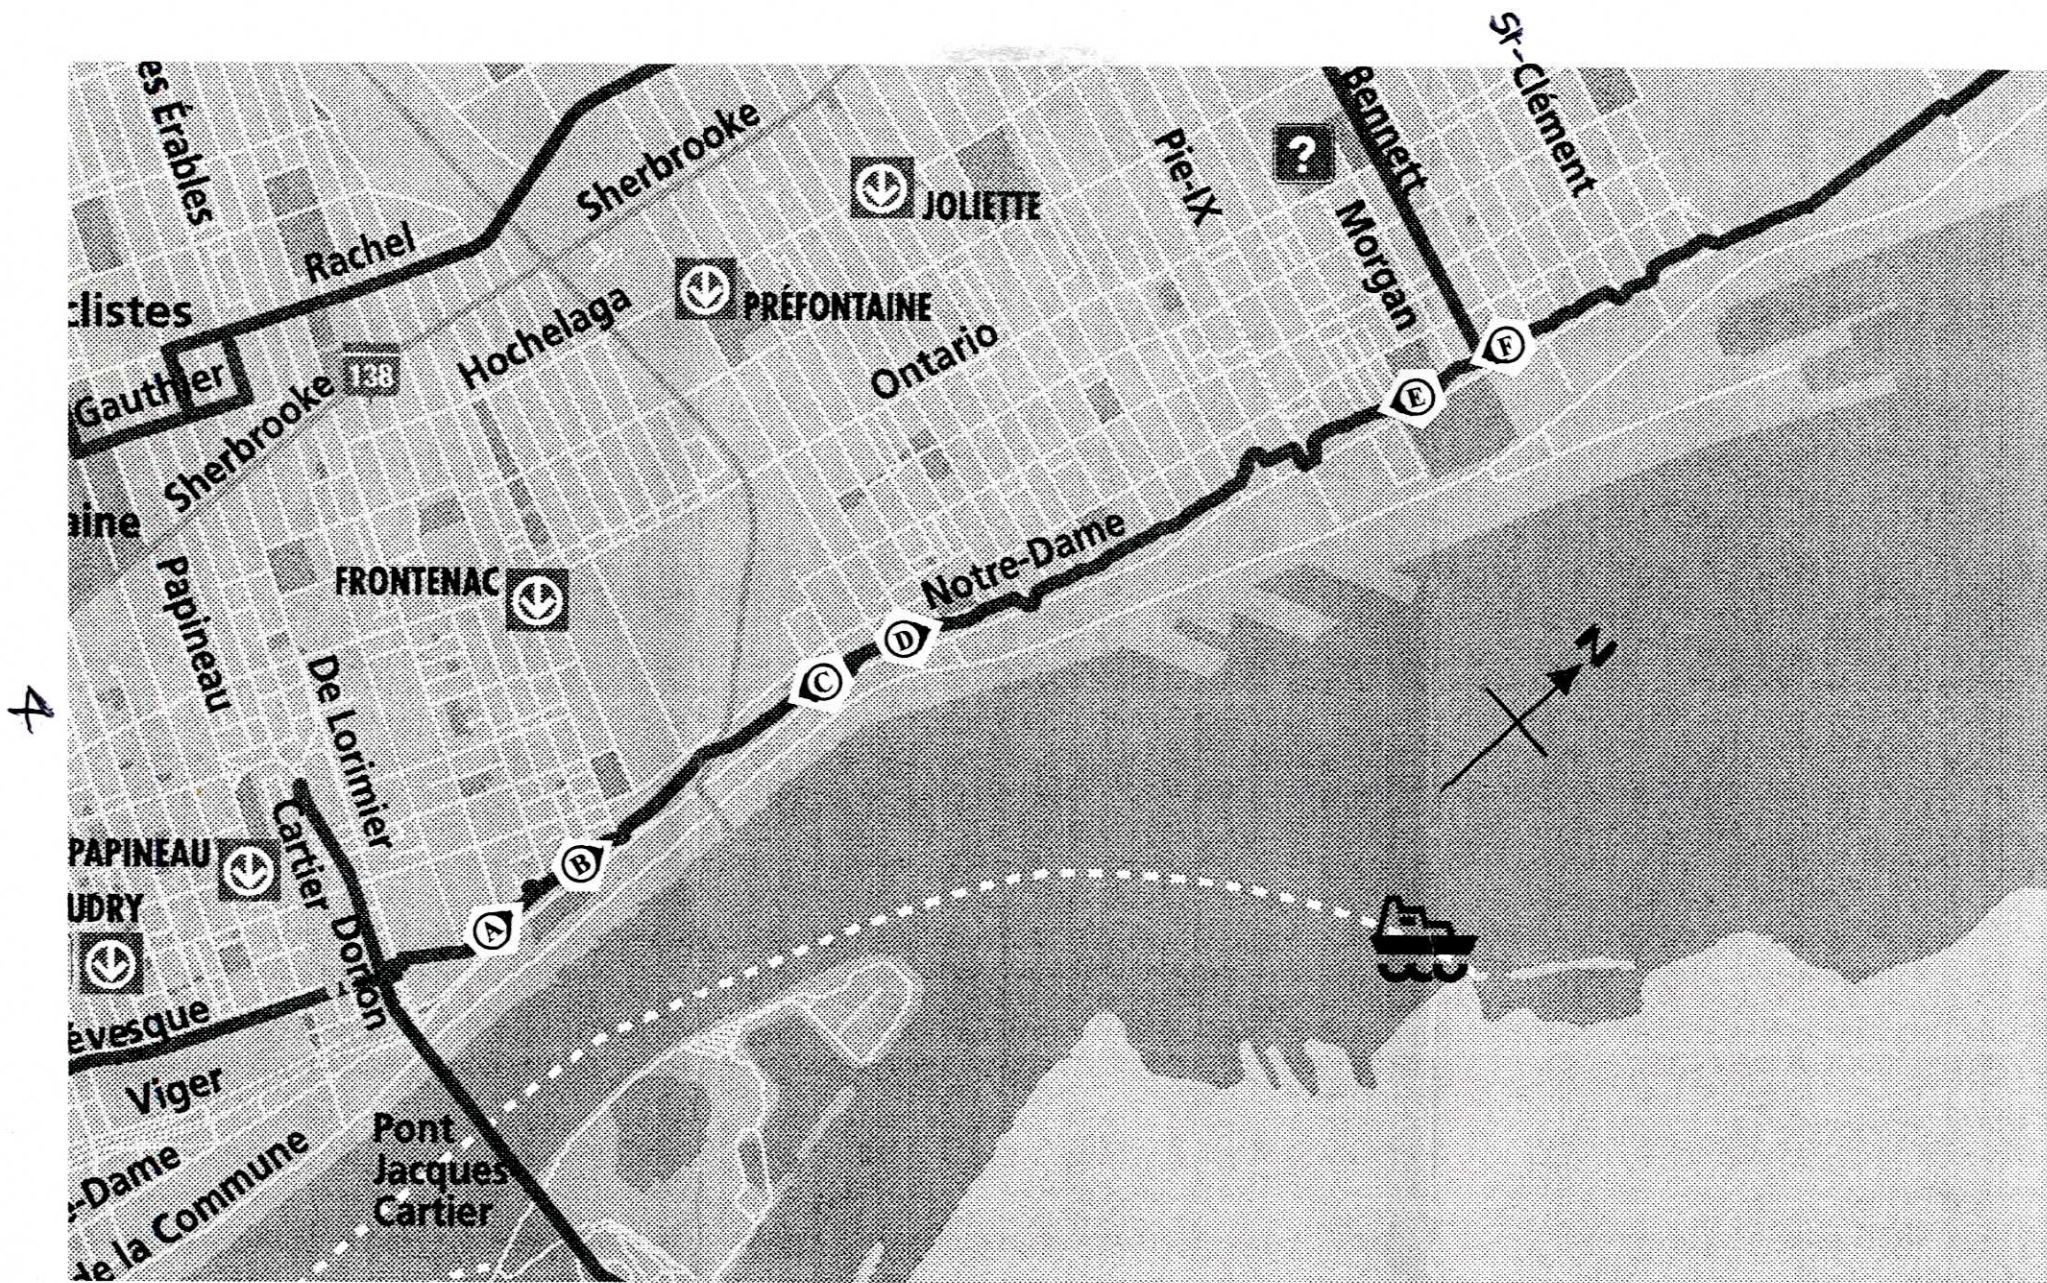 St-Clément
es Érables
Sherbrooke
Bennett
?
Pie-IX
JOLIETTE
Morgan
Rachel
PRÉFONTAINE
clistes
Hochelaga
Ontario
138
F
Gauthier
Sherbrooke
E
aine
Notre-Dame
Papineau
FRONTENAC
D
N
De Lorimier
C
4
Cartier
PAPINEAU
B
UDRY
Dorion
A
évesque
Viger
Pont
Jacques
Cartier
e-Dame
de la Commune